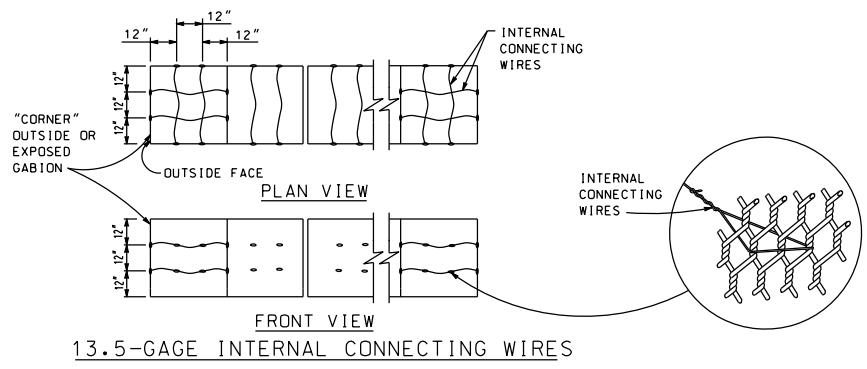 12"
12"
12"
INTERNAL
CONNECTING
WIRES
12"
12"
12"
"CORNER"
OUTSIDE OR
EXPOSED
GABION
OUTSIDE FACE
PLAN VIEW
INTERNAL
CONNECTING
WIRES
12"
12"
12"
FRONT VIEW
13.5-GAGE INTERNAL CONNECTING WIRES